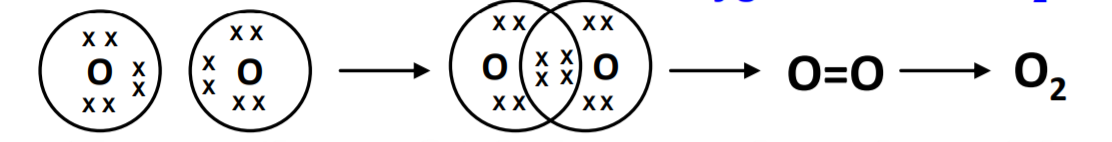 x x x x x x x x
O x x O O x x O O=O O₂
x x x x
x x x x x x x x